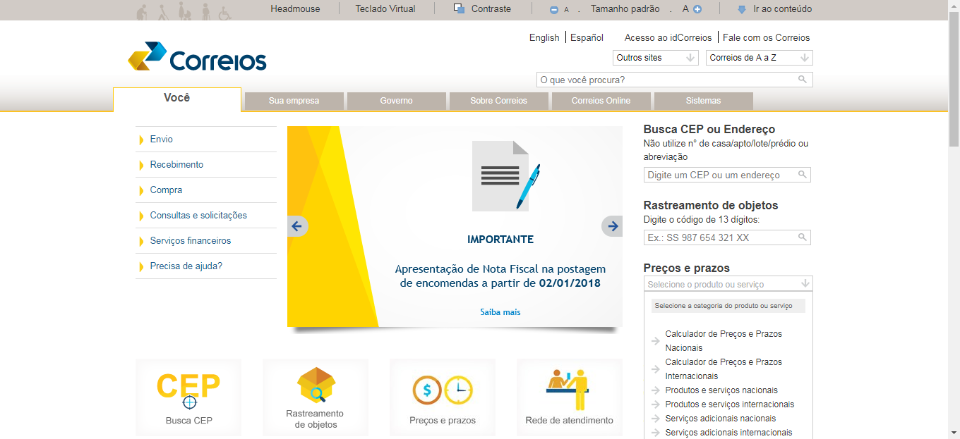 Headmouse
Teclado Virtual
Contraste
A . Tamanho padrão . A
Ir ao conteúdo
English | Español
Acesso ao idCorreios | Fale com os Correios
Correios
Outros sites
Correios de A a Z
O que você procura?
Você
Sua empresa
Governo
Sobre Correios
Correios Online
Sistemas
Envio
Recebimento
Compra
Consultas e solicitações
Serviços financeiros
Precisa de ajuda?
IMPORTANTE
Apresentação de Nota Fiscal na postagem
de encomendas a partir de 02/01/2018
Saiba mais
Busca CEP ou Endereço
Não utilize n° de casa/apto/lote/prédio ou
abreviação
Digite um CEP ou um endereço
Rastreamento de objetos
Digite o código de 13 dígitos:
Ex.: SS 987 654 321 XX
Preços e prazos
Selecione o produto ou serviço
Selecione a categoria do produto ou serviço
Calculador de Preços e Prazos
Nacionais
Calculador de Preços e Prazos
Internacionais
Produtos e serviços nacionais
Produtos e serviços internacionais
Serviços adicionais nacionais
Serviços adicionais internacionais
CEP
Busca CEP
Rastreamento
de objetos
$
Preços e prazos
Rede de atendimento